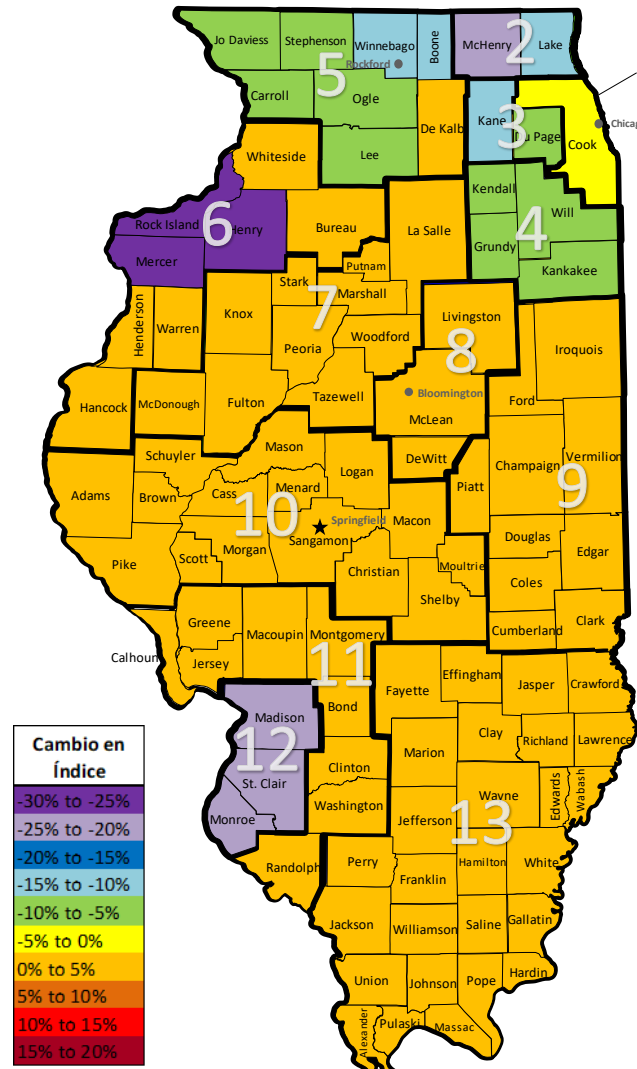 Jo Daviess
Stephenson
Winnebago
Boone
McHenry
Lake
2
Rockford
5
Carroll
Ogle
De Kalb
Kane
3
Du Page
Cook
Whiteside
Lee
Kendall
Will
Rock Island
6
Henry
Bureau
La Salle
4
Grundy
Mercer
Putnam
Kankakee
Stark
7
Marshall
Henderson
Warren
Knox
Livingston
Woodford
8
Iroquois
Peoria
Hancock
McDonough
Fulton
Tazewell
Bloomington
McLean
Ford
Mason
Schuyler
Logan
DeWitt
Champaign
Vermilion
Adams
Brown
Cass
Menard
Piatt
9
10
Springfield
Macon
Sangamon
Douglas
Pike
Scott
Morgan
Christian
Moultrie
Edgar
Coles
Shelby
Greene
Macoupin
Montgomery
Cumberland
Clark
Calhoun
Jersey
11
Effingham
Jasper
Crawford
Fayette
Madison
Bond
12
Clay
Richland
Lawrence
Marion
Clinton
St. Clair
Washington
Wayne
Edwards
Wabash
Monroe
Jefferson
13
Randolph
Perry
Hamilton
White
Franklin
Jackson
Williamson
Saline
Gallatin
Union
Johnson
Pope
Hardin
Alexander
Pulaski
Massac
Cambio en
Índice
-30% to -25%
-25% to -20%
-20% to -15%
-15% to -10%
-10% to -5%
-5% to 0%
0% to 5%
5% to 10%
10% to 15%
15% to 20%